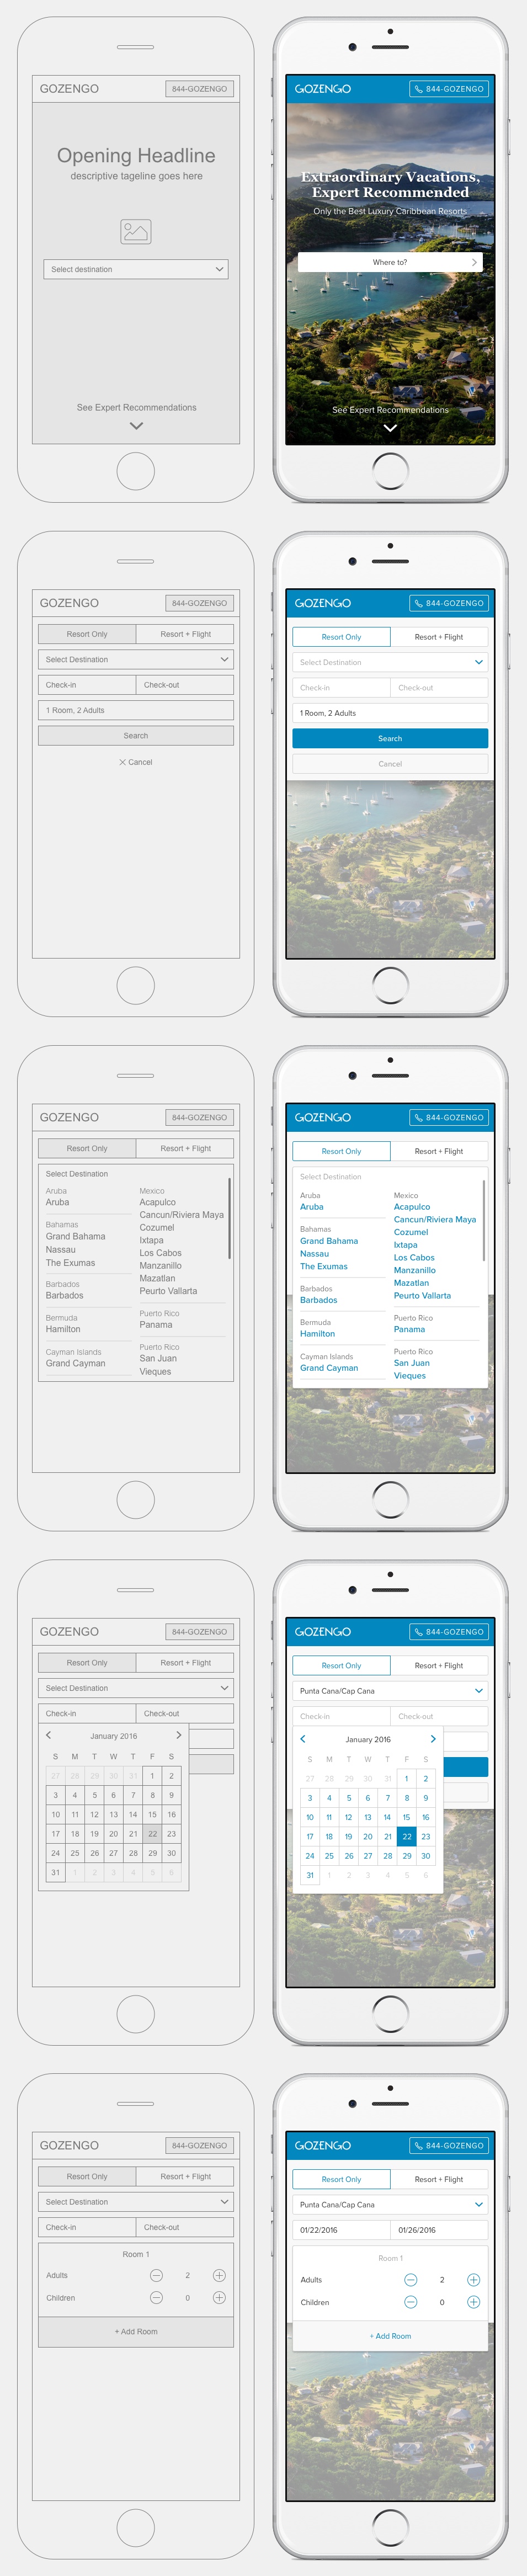 GOZENGO
844-GOZENGO
Opening Headline
descriptive tageline goes here
Select destination
See Expert Recommendations
GOZENGO
844-GOZENGO
Extraordinary Vacations,
Expert Recommended
Only the Best Luxury Caribbean Resorts
Where to?
See Expert Recommendations
GOZENGO
844-GOZENGO
Resort Only
Resort + Flight
Select Destination
Check-in
Check-out
1 Room, 2 Adults
Search
Cancel
GOZENGO
844-GOZENGO
Resort Only
Resort + Flight
Select Destination
Check-in
Check-out
1 Room, 2 Adults
Search
Cancel
GOZENGO
844-GOZENGO
Resort Only
Resort + Flight
Select Destination
Aruba
Aruba
Bahamas
Grand Bahama
Nassau
The Exumas
Barbados
Barbados
Bermuda
Hamilton
Cayman Islands
Grand Cayman
Mexico
Acapulco
Cancun/Riviera Maya
Cozumel
Ixtapa
Los Cabos
Manzanillo
Mazatlan
Peurto Vallarta
Puerto Rico
Panama
Puerto Rico
San Juan
Vieques
GOZENGO
844-GOZENGO
Resort Only
Resort + Flight
Select Destination
Aruba
Aruba
Bahamas
Grand Bahama
Nassau
The Exumas
Barbados
Barbados
Bermuda
Hamilton
Cayman Islands
Grand Cayman
Mexico
Acapulco
Cancun/Riviera Maya
Cozumel
Ixtapa
Los Cabos
Manzanillo
Mazatlan
Peurto Vallarta
Puerto Rico
Panama
Puerto Rico
San Juan
Vieques
GOZENGO
844-GOZENGO
Resort Only
Resort + Flight
Select Destination
Check-in
Check-out
January 2016
S M T W T F S
27 28 29 30 31 1 2
3 4 5 6 7 8 9
10 11 12 13 14 15 16
17 18 19 20 21 22 23
24 25 26 27 28 29 30
31 1 2 3 4 5 6
GOZENGO
844-GOZENGO
Resort Only
Resort + Flight
Punta Cana/Cap Cana
Check-in
Check-out
January 2016
S M T W T F S
27 28 29 30 31 1 2
3 4 5 6 7 8 9
10 11 12 13 14 15 16
17 18 19 20 21 22 23
24 25 26 27 28 29 30
31 1 2 3 4 5 6
GOZENGO
844-GOZENGO
Resort Only
Resort + Flight
Select Destination
Check-in
Check-out
Room 1
Adults 2
Children 0
+ Add Room
GOZENGO
844-GOZENGO
Resort Only
Resort + Flight
Punta Cana/Cap Cana
01/22/2016
01/26/2016
Room 1
Adults 2
Children 0
+ Add Room